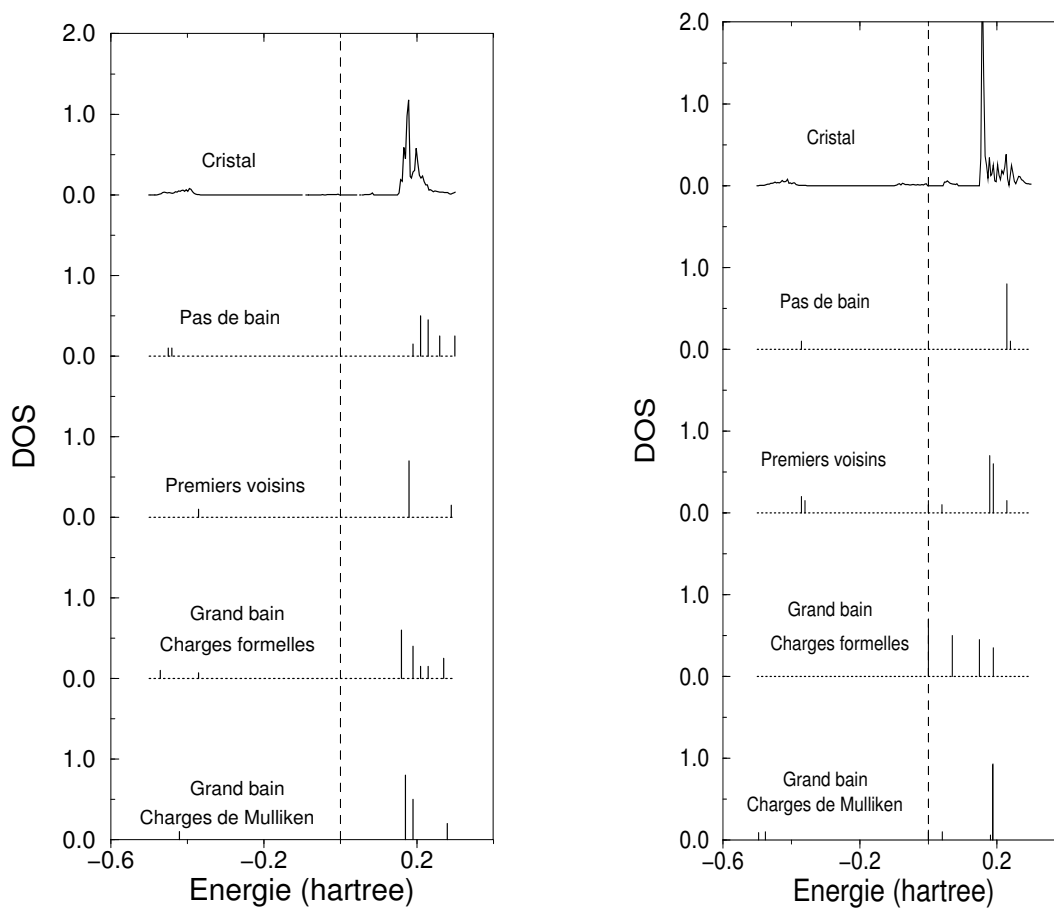 2.0
1.0
Cristal
0.0
1.0
Pas de bain
0.0
1.0
Premiers voisins
0.0
1.0
Grand bain
Charges formelles
0.0
1.0
Grand bain
Charges de Mulliken
0.0
−0.6
−0.2
0.2
Energie (hartree)
DOS
2.0
1.0
Cristal
0.0
1.0
Pas de bain
0.0
1.0
Premiers voisins
0.0
1.0
Grand bain
Charges formelles
0.0
1.0
Grand bain
Charges de Mulliken
0.0
−0.6
−0.2
0.2
Energie (hartree)
DOS